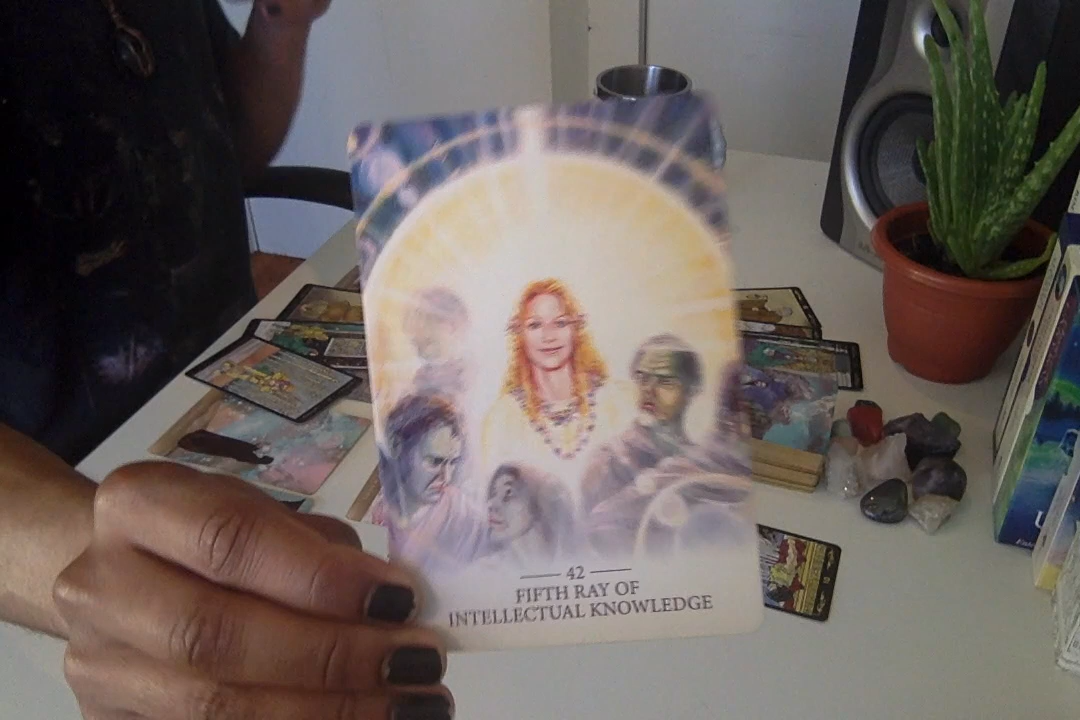 — 42 —
FIFTH RAY OF
INTELLECTUAL KNOWLEDGE